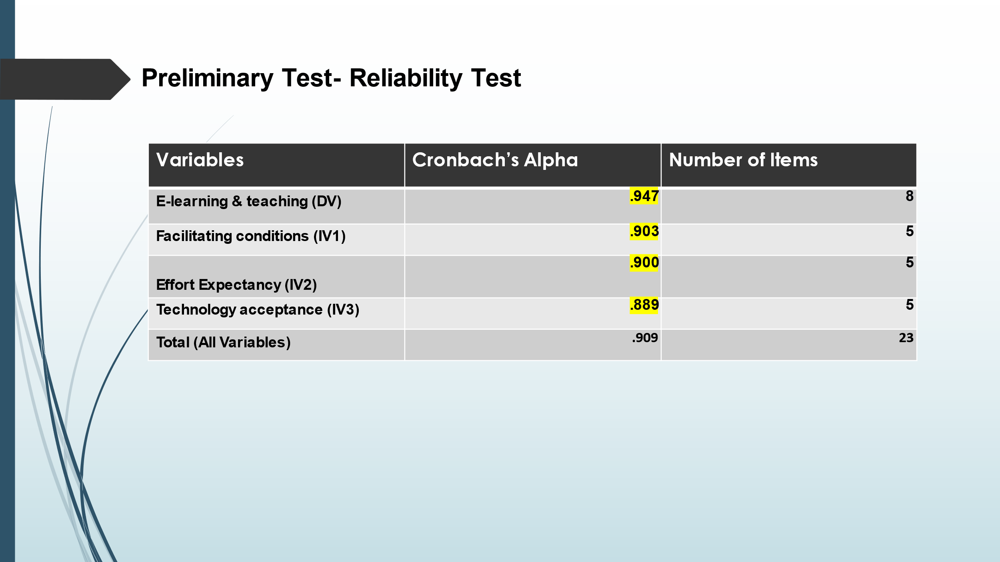 Preliminary Test- Reliability Test
Variables Cronbach’s Alpha Number of Items
E-learning & teaching (DV) .947 8
Facilitating conditions (IV1) .903 5
Effort Expectancy (IV2) .900 5
Technology acceptance (IV3) .889 5
Total (All Variables) .909 23